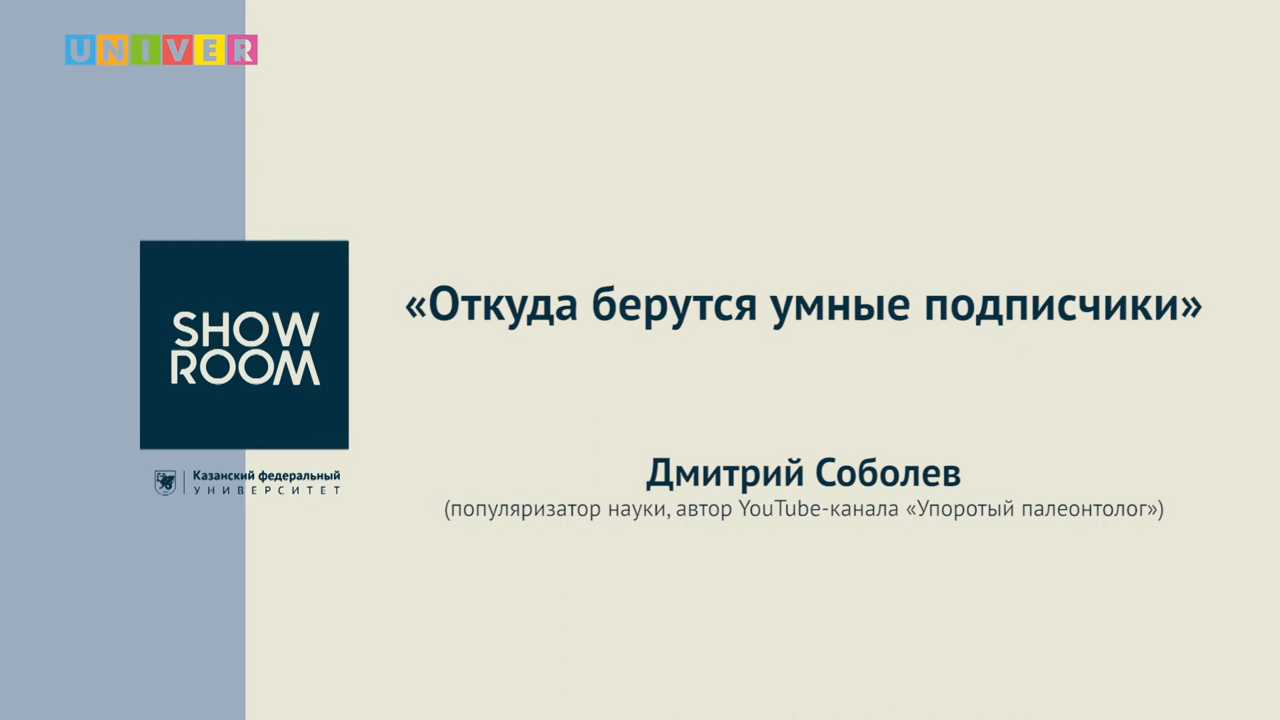 UNIVER
«Откуда берутся умные подписчики»
SHOW
ROOM
Дмитрий Соболев
(популяризатор науки, автор YouTube-канала «Упоротый палеонтолог»)
Казанский федеральный
УНИВЕРСИТЕТ